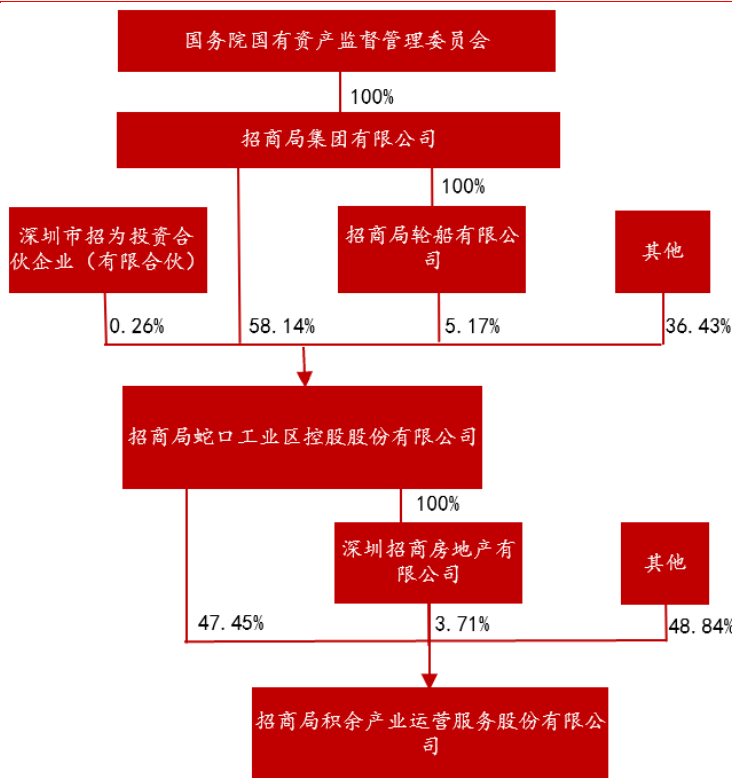 国务院国有资产监督管理委员会
100%
招商局集团有限公司
100%
深圳市招为投资合
伙企业（有限合伙）
招商局轮船有限公
司
其他
0.26%
58.14%
5.17%
36.43%
招商局蛇口工业区控股股份有限公司
100%
深圳招商房地产有
限公司
其他
47.45%
3.71%
48.84%
招商局积余产业运营服务股份有限公
司